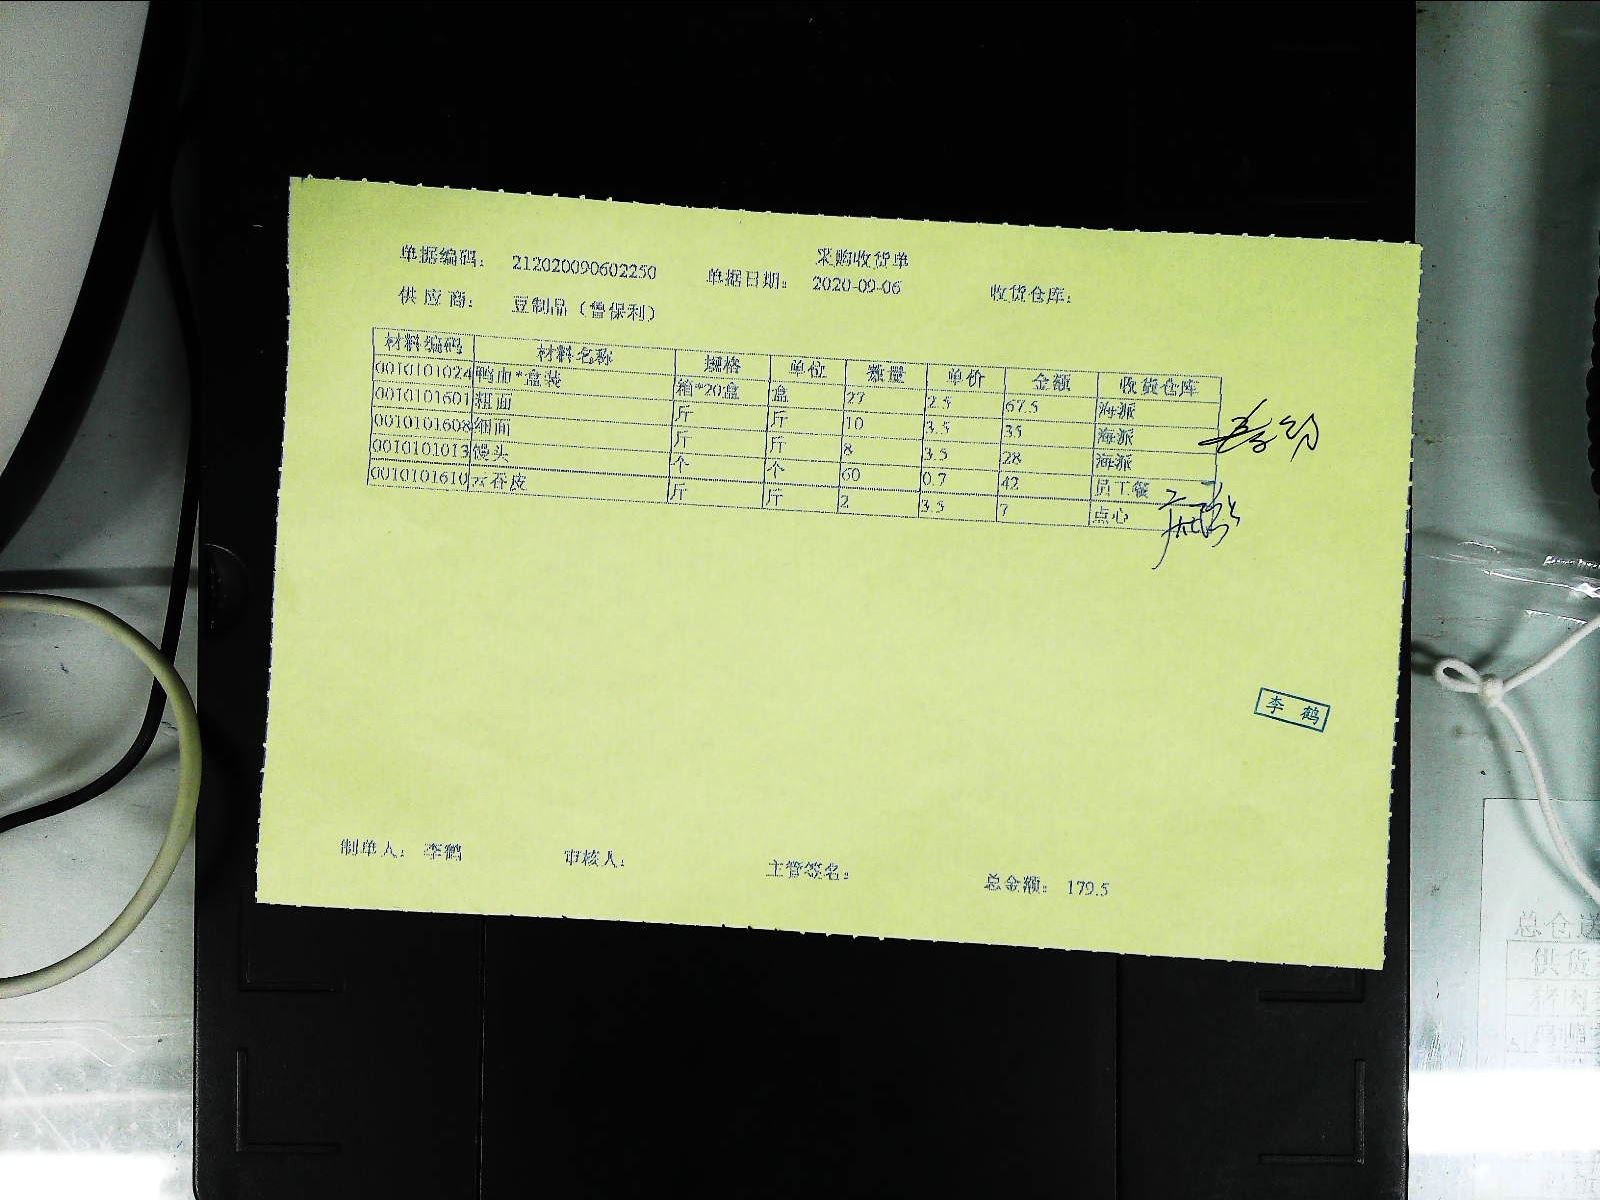 采购收货单
单据编码： 212020090602250 单据日期： 2020-09-06 收货仓库：
供应商： 豆制品（鲁保利）
材料编码 材料名称 规格 单位 数量 单价 金额 收货仓库
0010101024 鸭血*盒装 箱*20盒 盒 27 2.5 67.5 海派
0010101601 粗面 斤 斤 10 3.5 35 海派
0010101608 细面 斤 斤 8 3.5 28 海派
0010101013 馒头 个 个 60 0.7 42 员工餐
0010101610 云吞皮 斤 斤 2 3.5 7 点心
李鹤
制单人： 李鹤 审核人： 主管签名： 总金额： 179.5
总仓送
供货